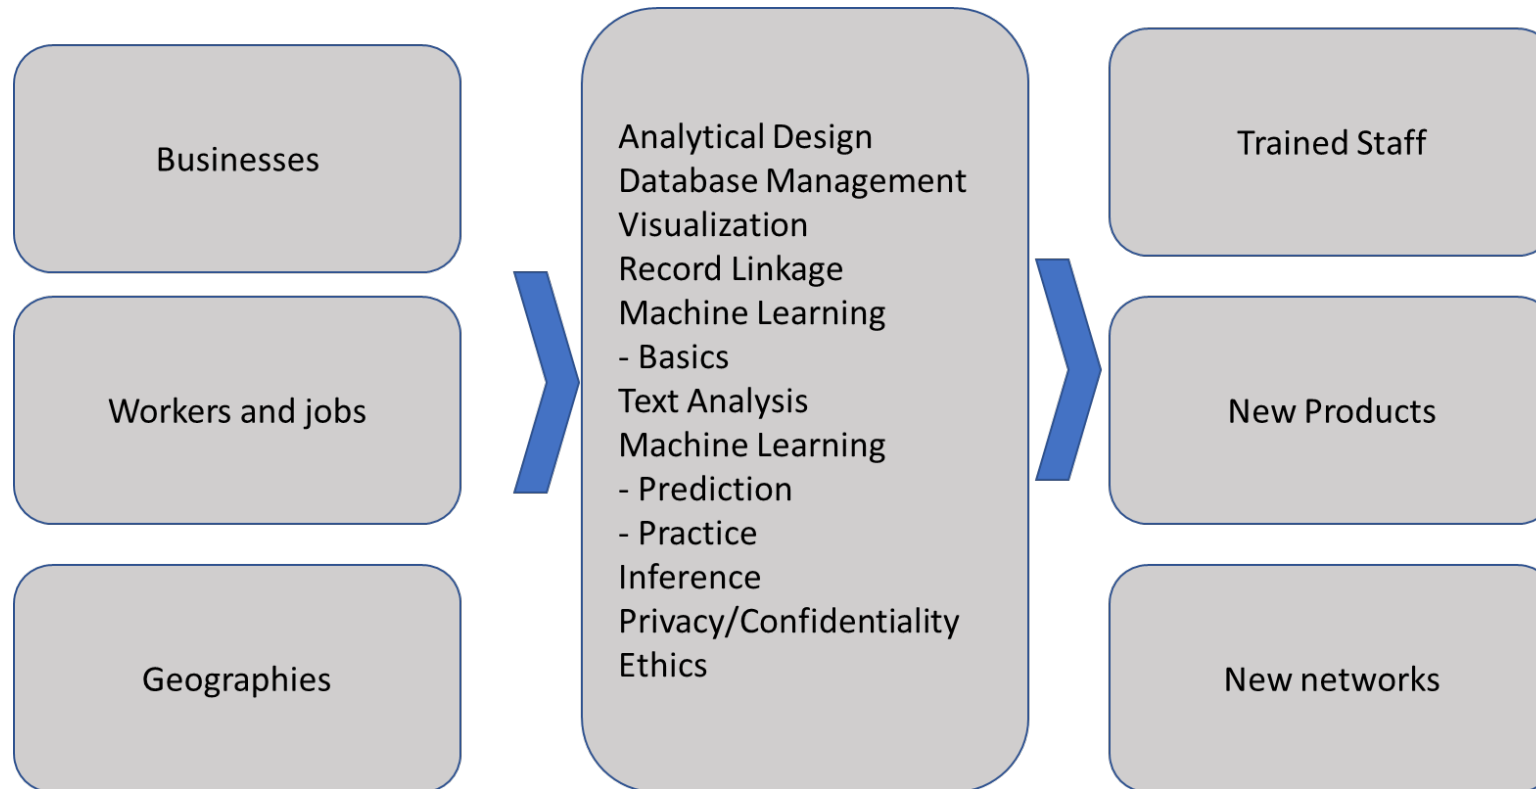 Businesses
Workers and jobs
Geographies
Analytical Design
Database Management
Visualization
Record Linkage
Machine Learning
- Basics
Text Analysis
Machine Learning
- Prediction
- Practice
Inference
Privacy/Confidentiality
Ethics
Trained Staff
New Products
New networks